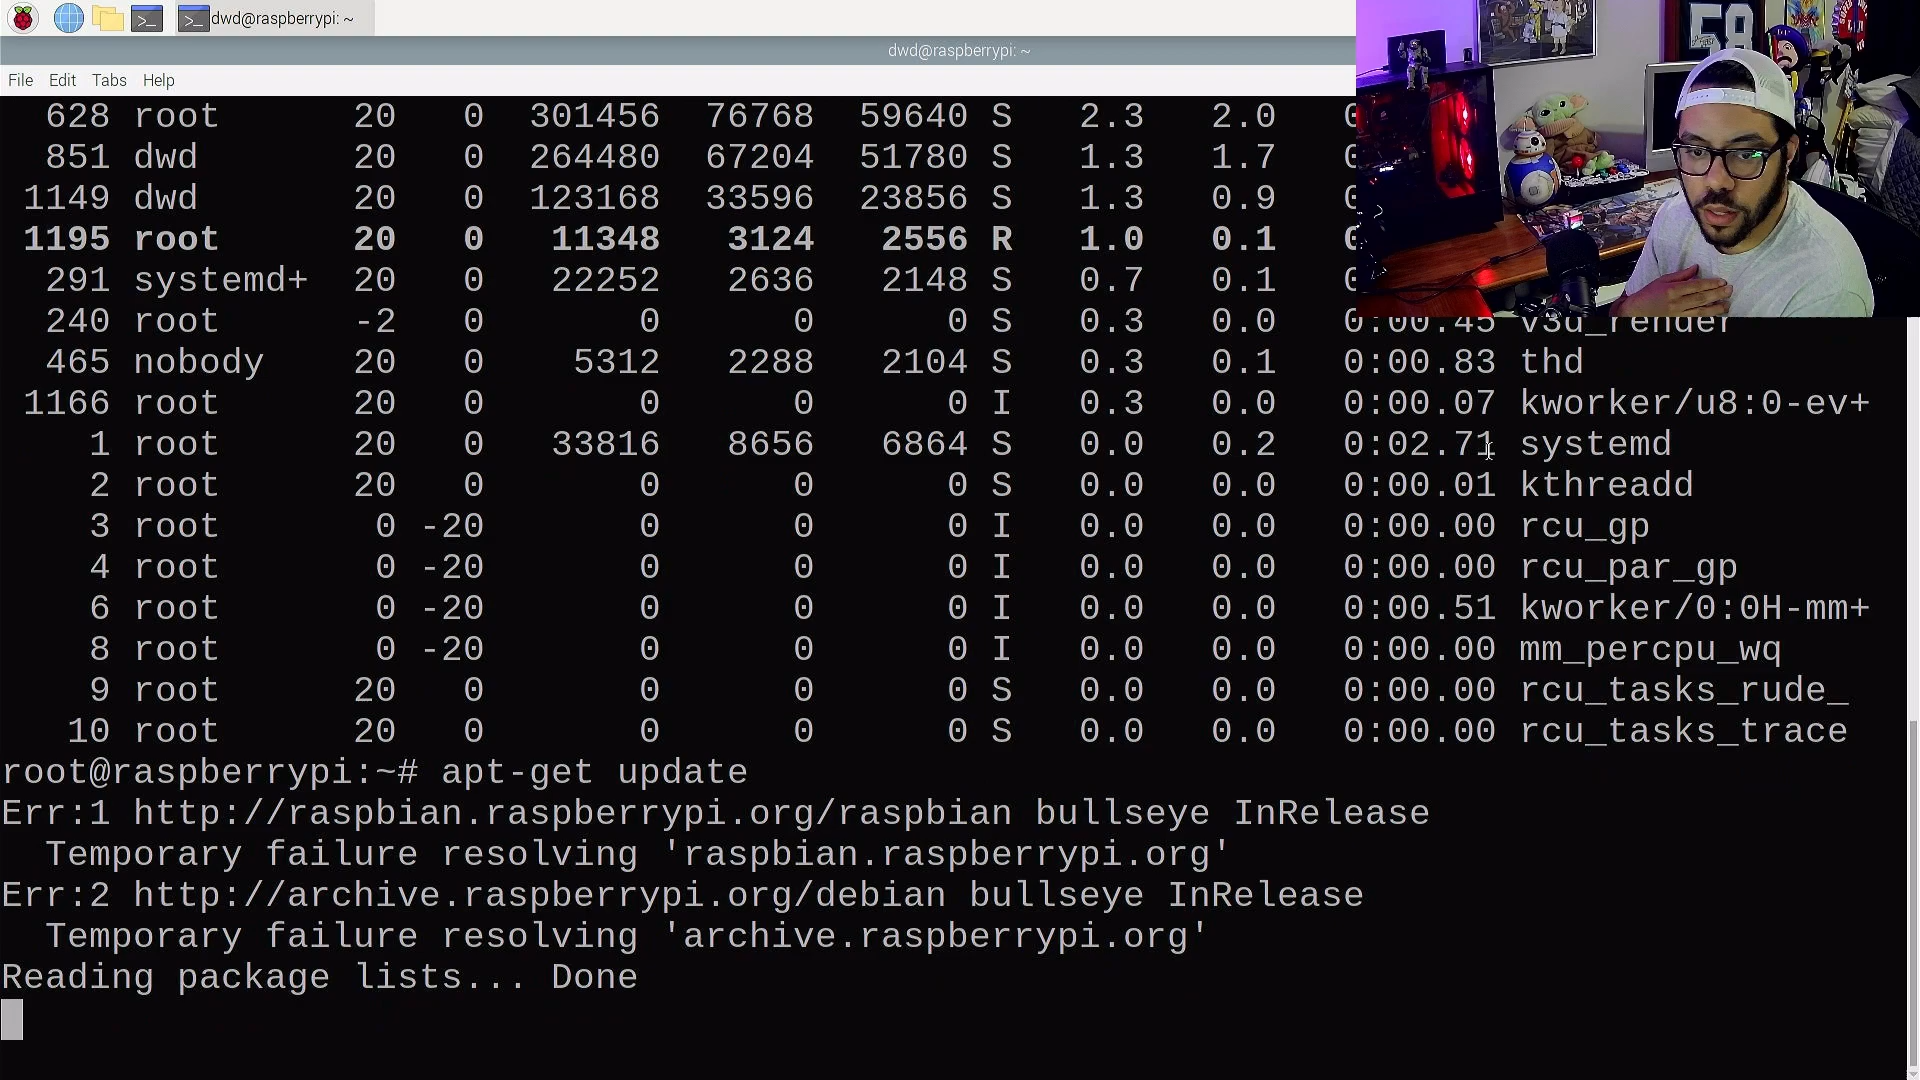 dwd@raspberrypi: ~
dwd@raspberrypi: ~
File Edit Tabs Help
58
628 root 20 0 301456 76768 59640 S 2.3 2.0
851 dwd 20 0 264480 67204 51780 S 1.3 1.7
1149 dwd 20 0 123168 33596 23856 S 1.3 0.9
1195 root 20 0 11348 3124 2556 R 1.0 0.1
291 systemd+ 20 0 22252 2636 2148 S 0.7 0.1
240 root -2 0 0 0 0 S 0.3 0.0 0:00.45 v3d_render
465 nobody 20 0 5312 2288 2104 S 0.3 0.1 0:00.83 thd
1166 root 20 0 0 0 0 I 0.3 0.0 0:00.07 kworker/u8:0-ev+
1 root 20 0 33816 8656 6864 S 0.0 0.2 0:02.71 systemd
2 root 20 0 0 0 0 S 0.0 0.0 0:00.01 kthreadd
3 root 0 -20 0 0 0 I 0.0 0.0 0:00.00 rcu_gp
4 root 0 -20 0 0 0 I 0.0 0.0 0:00.00 rcu_par_gp
6 root 0 -20 0 0 0 I 0.0 0.0 0:00.51 kworker/0:0H-mm+
8 root 0 -20 0 0 0 I 0.0 0.0 0:00.00 mm_percpu_wq
9 root 20 0 0 0 0 S 0.0 0.0 0:00.00 rcu_tasks_rude_
10 root 20 0 0 0 0 S 0.0 0.0 0:00.00 rcu_tasks_trace
root@raspberrypi:~# apt-get update
Err:1 http://raspbian.raspberrypi.org/raspbian bullseye InRelease
Temporary failure resolving 'raspbian.raspberrypi.org'
Err:2 http://archive.raspberrypi.org/debian bullseye InRelease
Temporary failure resolving 'archive.raspberrypi.org'
Reading package lists... Done